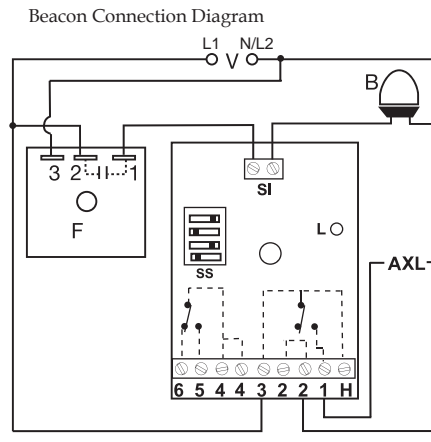 Beacon Connection Diagram
L1 V N/L2
B
3 2 1
F
SI
L
SS
AXL
6 5 4 4 3 2 2 1 H